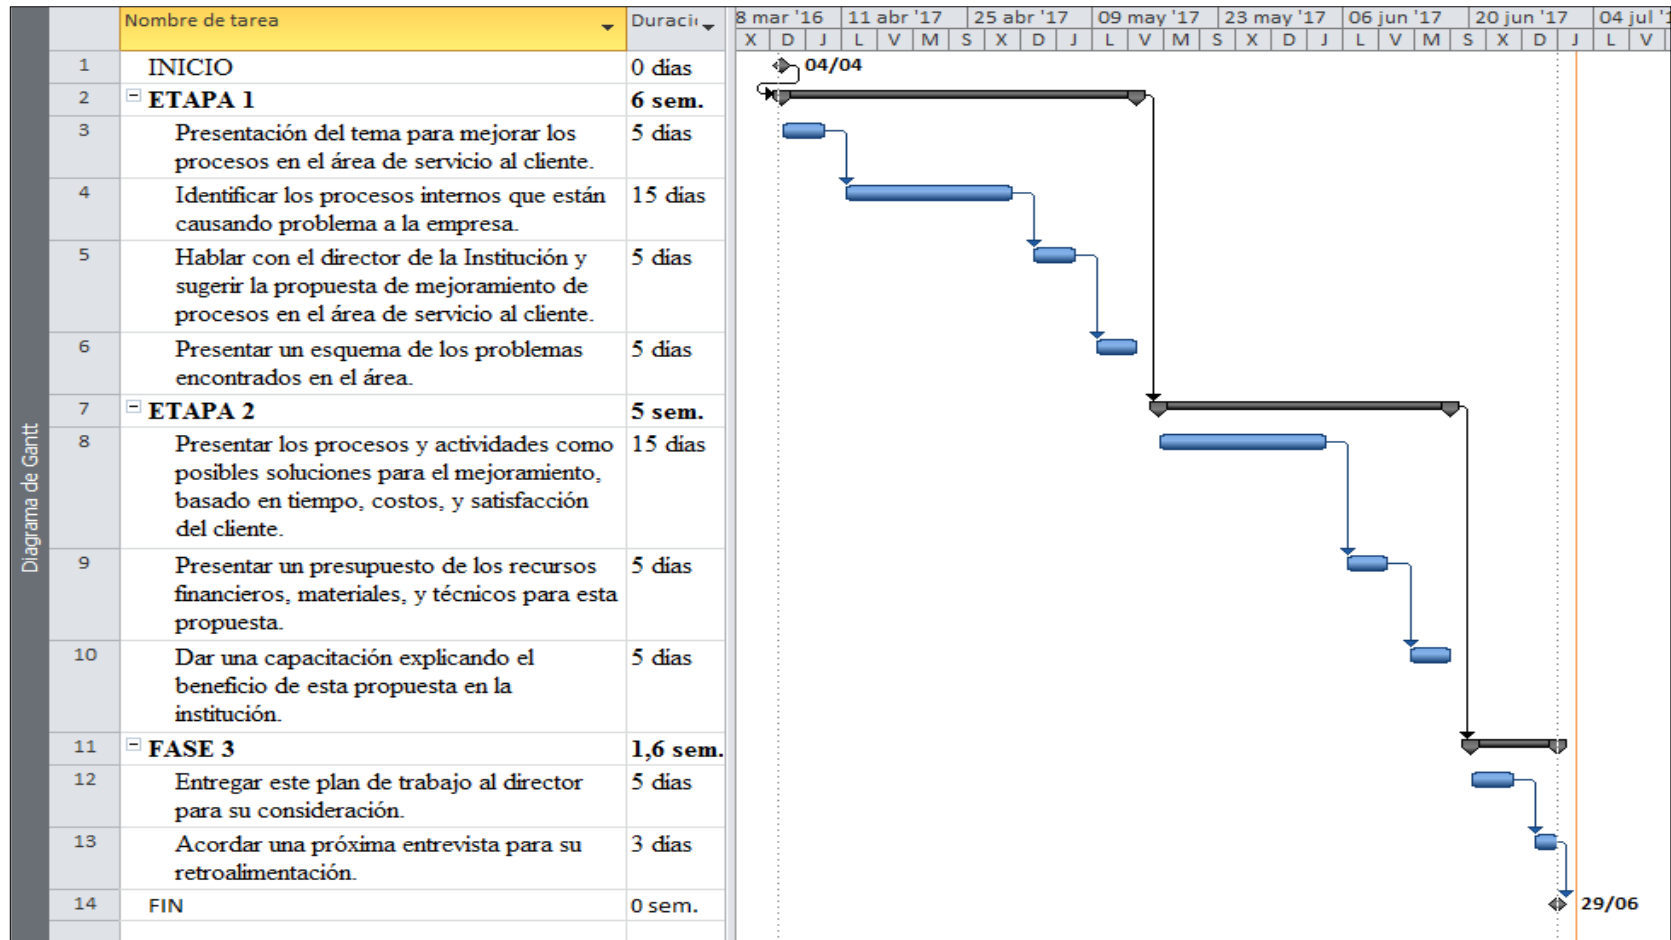 Nombre de tarea Duració
8 mar '16 11 abr '17 25 abr '17 09 may '17 23 may '17 06 jun '17 20 jun '17 04 jul '1
X D J L V M S X D J L V M S X D J L V M S X D J L V
1 INICIO 0 días 04/04
2 ETAPA 1 6 sem.
3 Presentación del tema para mejorar los 5 días
procesos en el área de servicio al cliente.
4 Identificar los procesos internos que están 15 días
causando problema a la empresa.
5 Hablar con el director de la Institución y 5 días
sugerir la propuesta de mejoramiento de
procesos en el área de servicio al cliente.
6 Presentar un esquema de los problemas 5 días
encontrados en el área.
7 ETAPA 2 5 sem.
8 Presentar los procesos y actividades como 15 días
posibles soluciones para el mejoramiento,
basado en tiempo, costos, y satisfacción
del cliente.
9 Presentar un presupuesto de los recursos 5 días
financieros, materiales, y técnicos para esta
propuesta.
10 Dar una capacitación explicando el 5 días
beneficio de esta propuesta en la
institución.
11 FASE 3 1,6 sem.
12 Entregar este plan de trabajo al director 5 días
para su consideración.
13 Acordar una próxima entrevista para su 3 días
retroalimentación.
14 FIN 0 sem. 29/06
Diagrama de Gantt